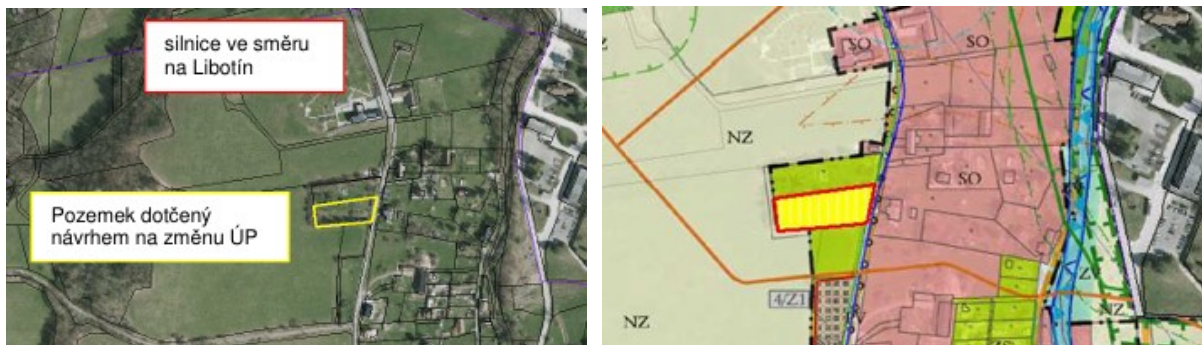 silnice ve směru
na Libotín
Pozemek dotčený
návrhem na změnu ÚP
SO
SO
NZ
SO
4/Z1
NZ
NZ